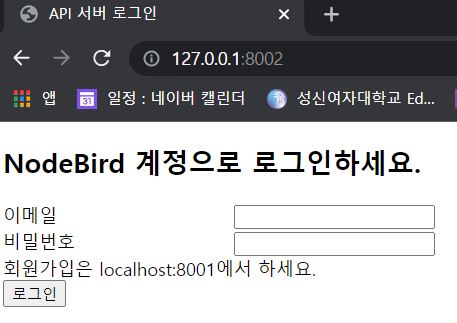 API 서버 로그인
127.0.0.1:8002
앱 일정 : 네이버 캘린더 성신여자대학교 Ed...
NodeBird 계정으로 로그인하세요.
이메일
비밀번호
회원가입은 localhost:8001에서 하세요.
로그인